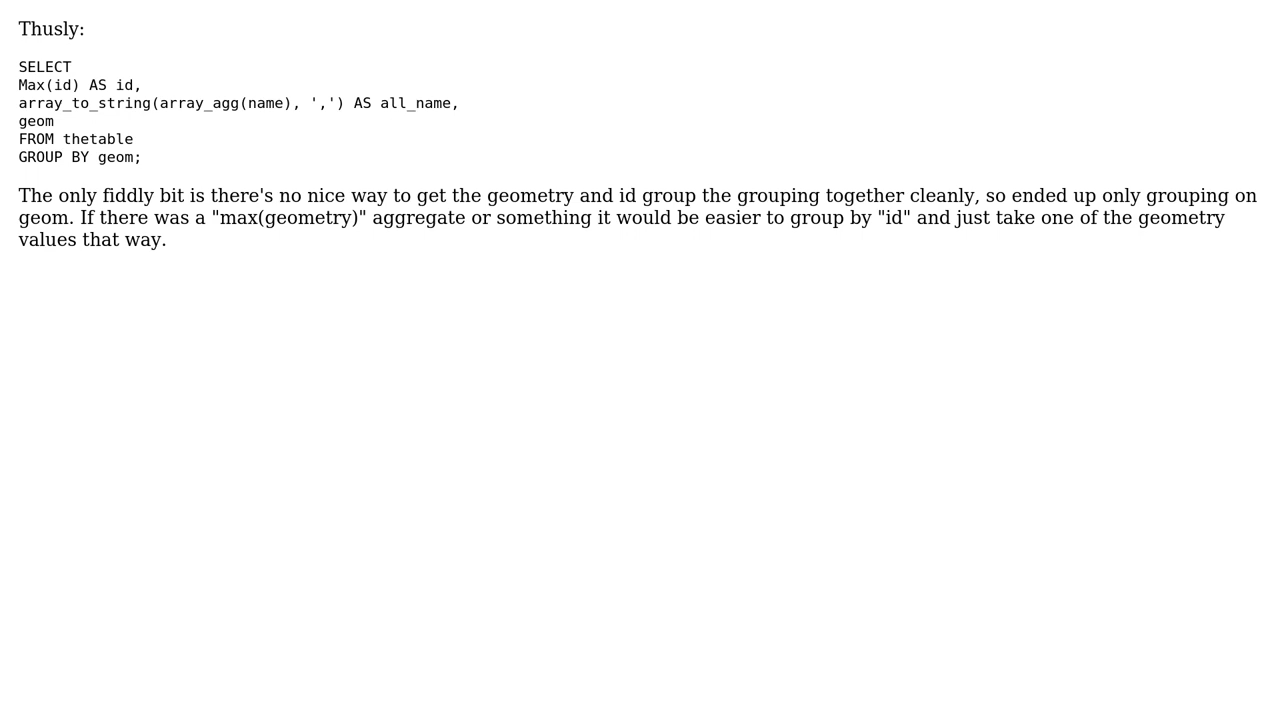 Thusly:
SELECT
Max(id) AS id,
array_to_string(array_agg(name), ',') AS all_name,
geom
FROM thetable
GROUP BY geom;
The only fiddly bit is there's no nice way to get the geometry and id group the grouping together cleanly, so ended up only grouping on
geom. If there was a "max(geometry)" aggregate or something it would be easier to group by "id" and just take one of the geometry
values that way.